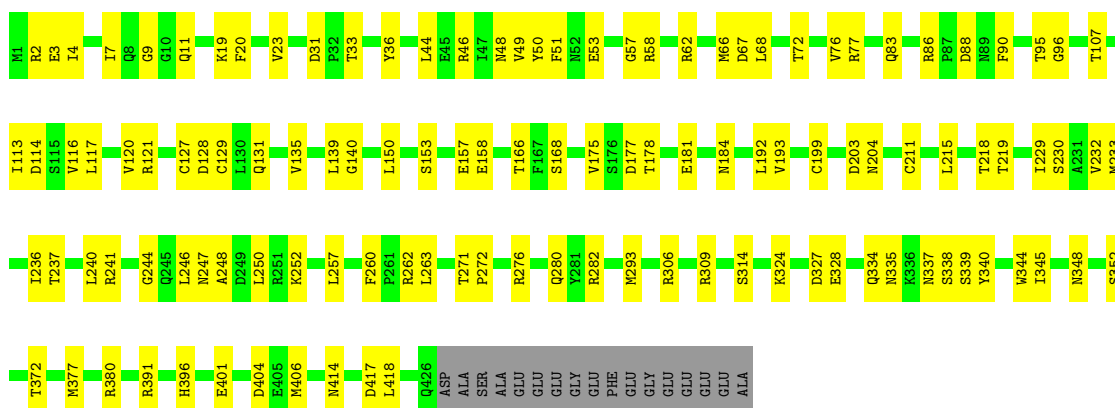 M1 R2 E3 I4 I7 Q8 G9 G10 Q11 K19 F20 V23 D31 P32 T33 Y36 L44 E45 R46 I47 N48 V49 Y50 F51 N52 E53 G57 R58 R62 M66 D67 L68 T72 V76 R77 Q83 R86 P87 D88 N89 F90 T95 G96 T107
I113 D114 S115 V116 L117 V120 R121 C127 D128 C129 L130 Q131 V135 L139 G140 L150 S153 E157 E158 T166 F167 S168 V175 S176 D177 T178 E181 N184 L192 V193 C199 D203 N204 C211 L215 T218 T219 I229 S230 A231 V232 M233
I236 T237 L240 R241 G244 Q245 L246 N247 A248 D249 L250 R251 K252 L257 F260 P261 R262 L263 T271 P272 R276 Q280 Y281 R282 M293 R306 R309 S314 K324 D327 E328 Q334 N335 K336 N337 S338 S339 Y340 W344 I345 N348 S352
T372 M377 R380 R391 H396 E401 D404 E405 M406 N414 D417 L418 Q426 ASP ALA SER ALA GLU GLU GLU GLY GLU PHE GLU GLY GLU GLU GLU GLU ALA